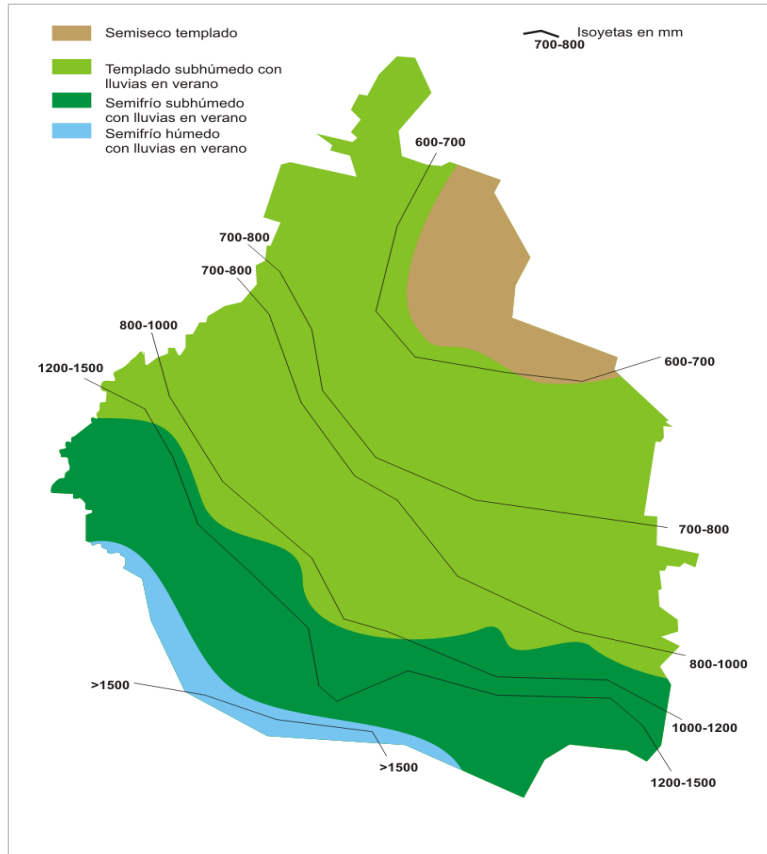 Semiseco templado
Templado subhúmedo con
lluvias en verano
Semifrío subhúmedo
con lluvias en verano
Semifrío húmedo
con lluvias en verano
Isoyetas en mm
700-800
600-700
700-800
700-800
800-1000
1200-1500
600-700
700-800
800-1000
>1500
1000-1200
>1500
1200-1500